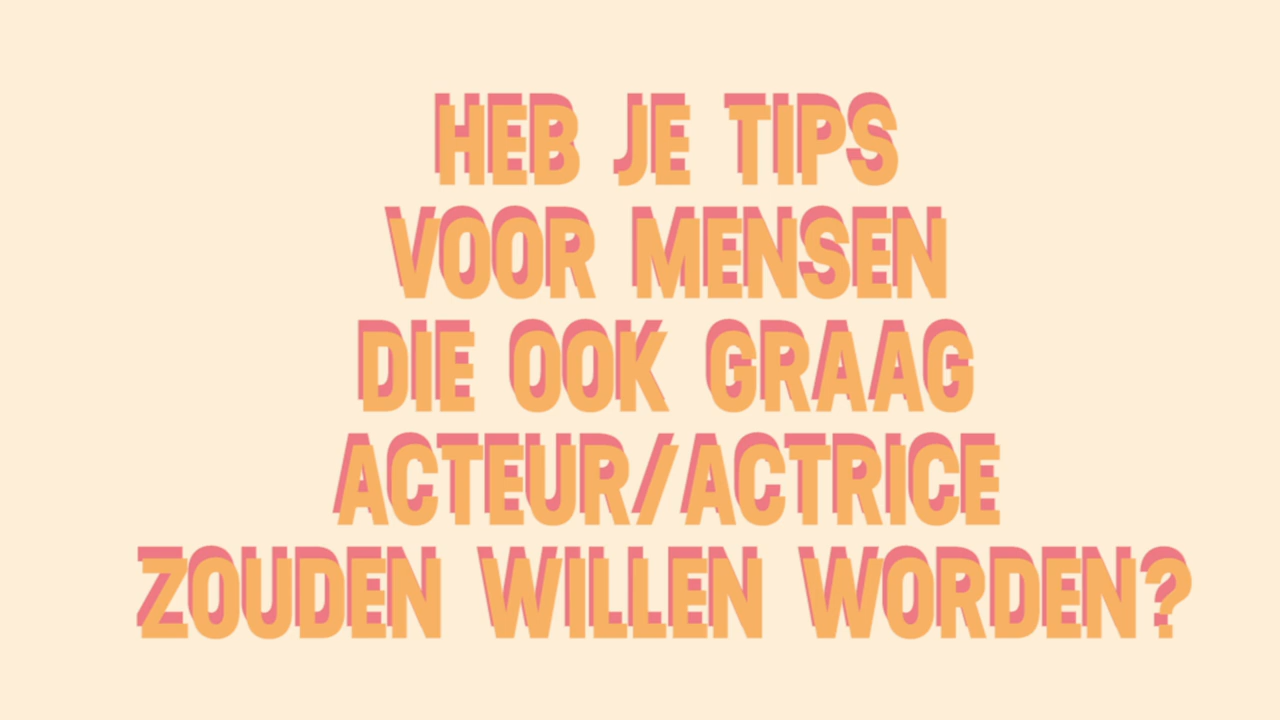 HEB JE TIPS
VOOR MENSEN
DIE OOK GRAAG
ACTEUR/ACTRICE
ZOUDEN WILLEN WORDEN?